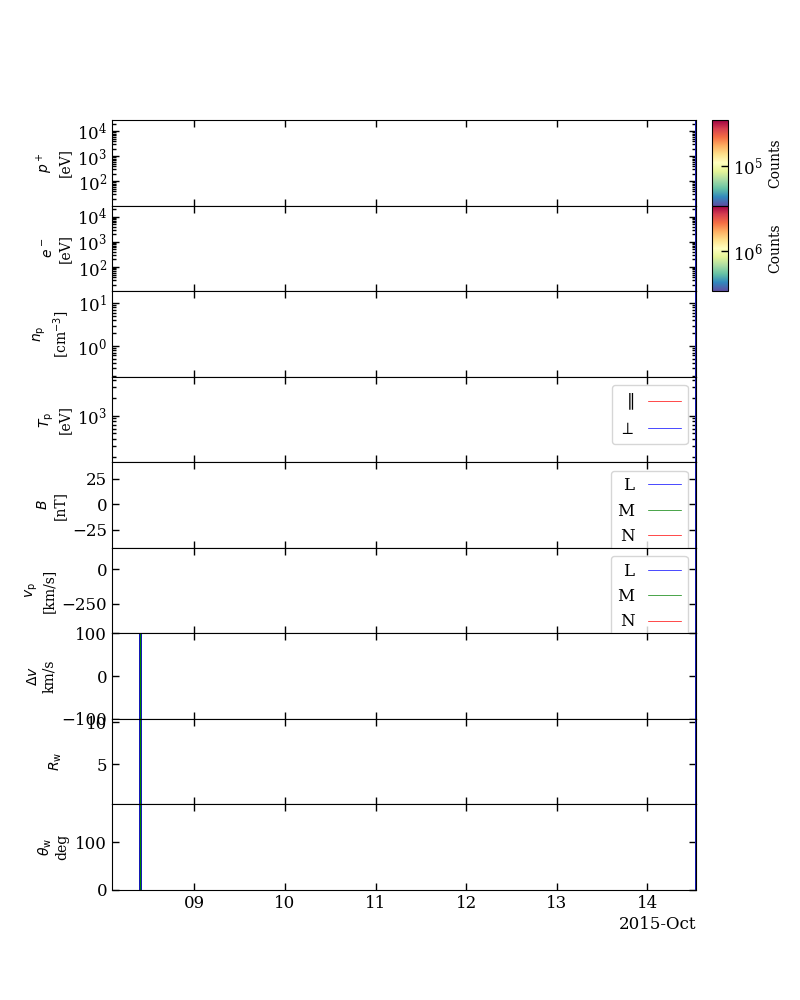 10^4
10^3
10^2
p^+
[eV]
10^5
Counts
10^4
10^3
10^2
e^−
[eV]
10^6
Counts
10^1
10^0
n_p
[cm^−3]
10^3
T_p
[eV]
∥
⊥
25
0
−25
B
[nT]
L
M
N
0
−250
v_p
[km/s]
L
M
N
100
0
−100
Δv
km/s
10
5
R_w
100
0
θ_w
deg
09 10 11 12 13 14
2015-Oct